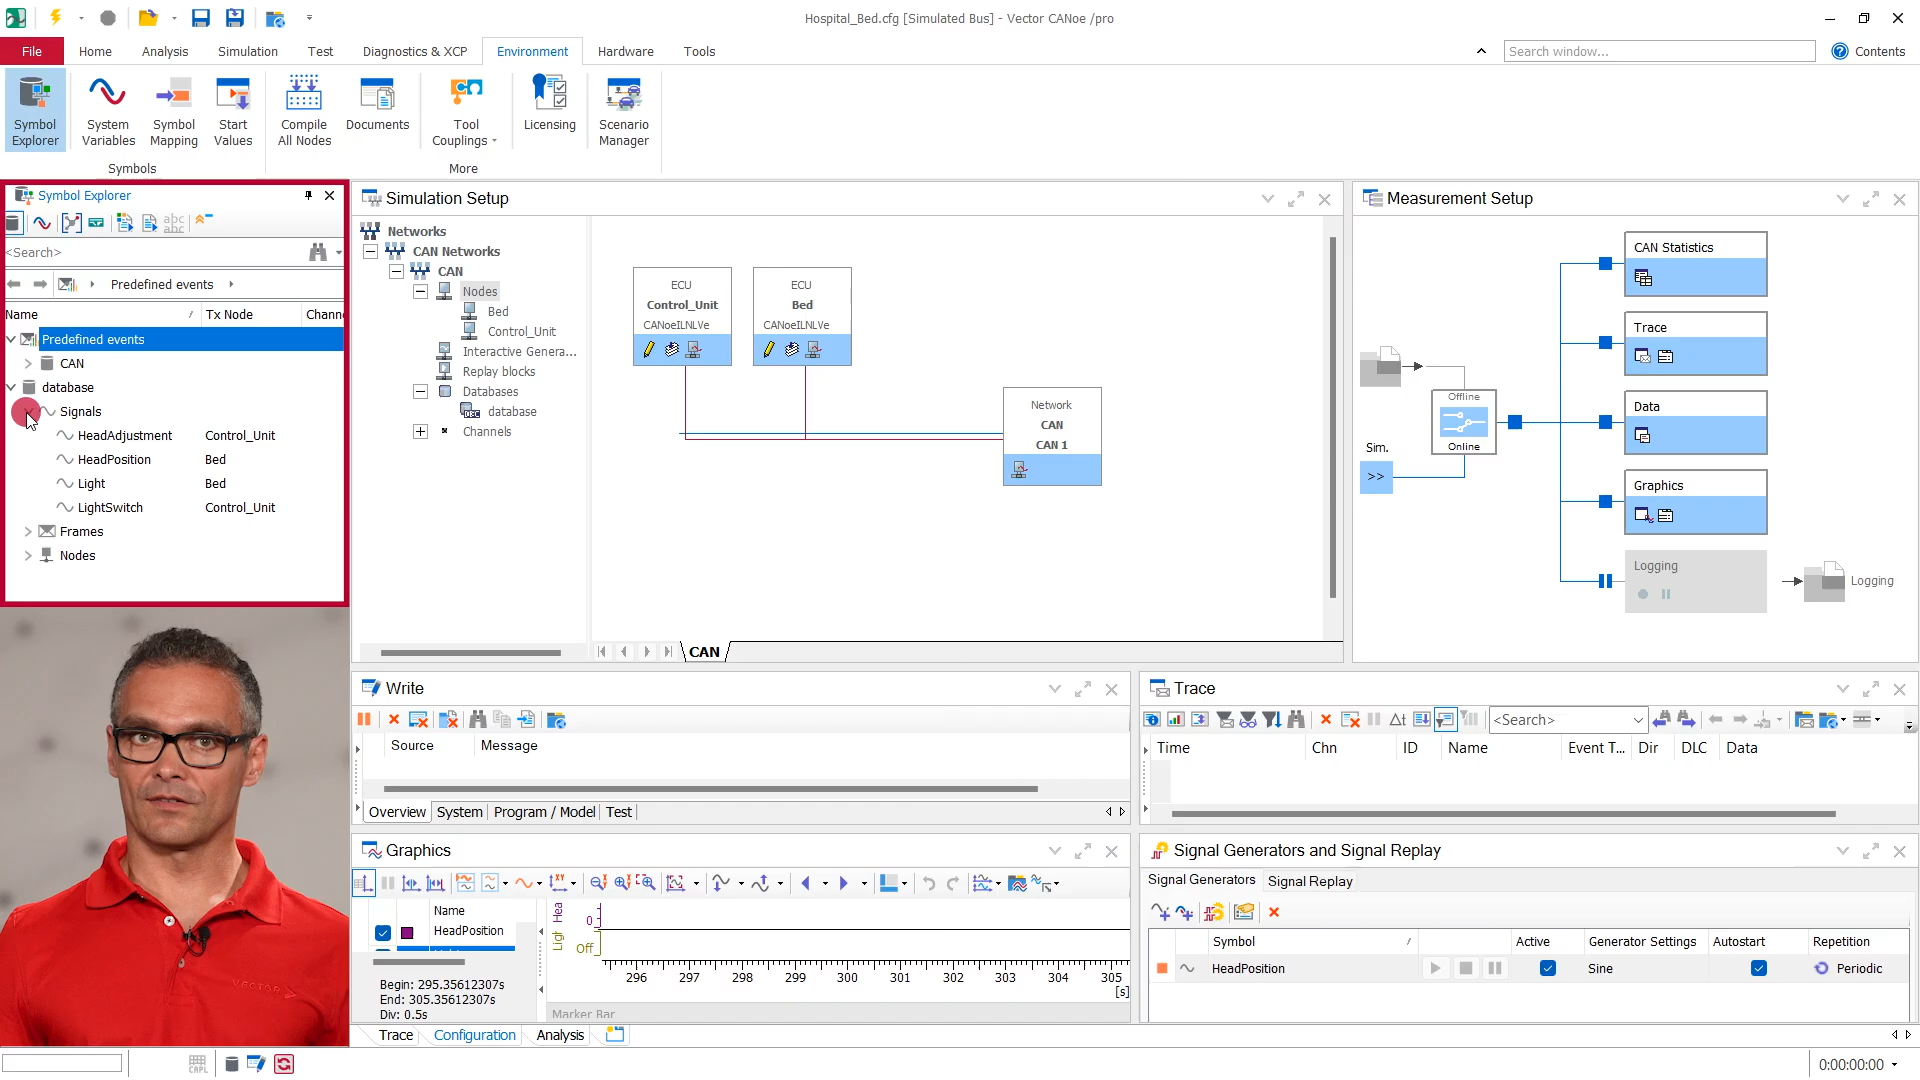 Hospital_Bed.cfg [Simulated Bus] - Vector CANoe /pro
File Home Analysis Simulation Test Diagnostics & XCP Environment Hardware Tools Search window... Contents
Symbol Explorer
System Variables
Symbol Mapping
Start Values
Compile All Nodes
Documents
Tool Couplings
Licensing
Scenario Manager
Symbols
More
Symbol Explorer
<Search>
Predefined events
Name Tx Node Chann
Predefined events
CAN
database
Signals
HeadAdjustment Control_Unit
HeadPosition Bed
Light Bed
LightSwitch Control_Unit
Frames
Nodes
VECTOR
Simulation Setup
Networks
CAN Networks
CAN
Nodes
Bed
Control_Unit
Interactive Genera...
Replay blocks
Databases
database
Channels
ECU
Control_Unit
CANoeILNLVe
ECU
Bed
CANoeILNLVe
Network
CAN
CAN 1
CAN
Measurement Setup
CAN Statistics
Trace
Data
Graphics
Logging
Logging
Offline
Online
Sim.
>>
Write
Source Message
Overview System Program / Model Test
Trace
<Search>
Time Chn ID Name Event T... Dir DLC Data
Graphics
Name
HeadPosition
Hea
0
Ligh
Off
296 297 298 299 300 301 302 303 304 305
[s]
Begin: 295.35612307s
End: 305.35612307s
Div: 0.5s
Marker Bar
Signal Generators and Signal Replay
Signal Generators Signal Replay
Symbol Active Generator Settings Autostart Repetition
HeadPosition Sine Periodic
Trace Configuration Analysis
CAPL
0:00:00:00